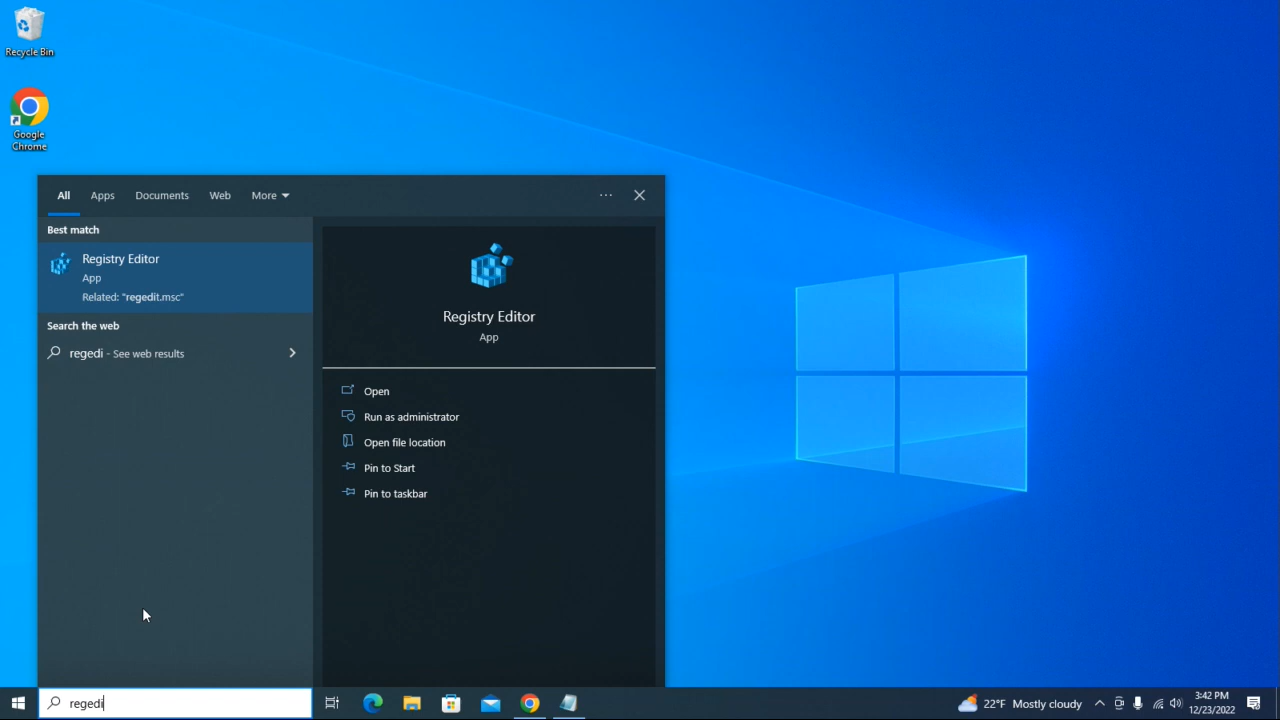 Recycle Bin
Google
Chrome
All Apps Documents Web More ...
Best match
Registry Editor
App
Related: "regedit.msc"
Search the web
regedi - See web results
Registry Editor
App
Open
Run as administrator
Open file location
Pin to Start
Pin to taskbar
regedi
22°F Mostly cloudy
3:42 PM
12/23/2022